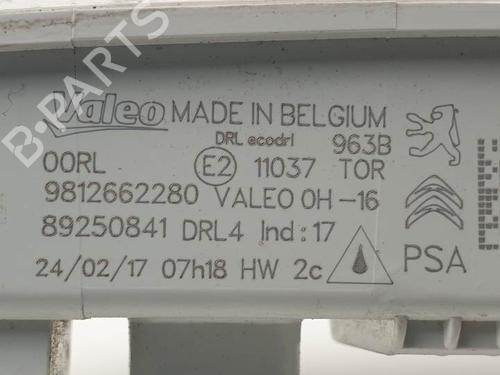 Valeo MADE IN BELGIUM
DRL ecodrl 963B
00RL E2 11037 TOR
9812662280 VALEO 0H-16
89250841 DRL4 Ind:17
24/02/17 07h18 HW 2c
PSA
B-PARTS